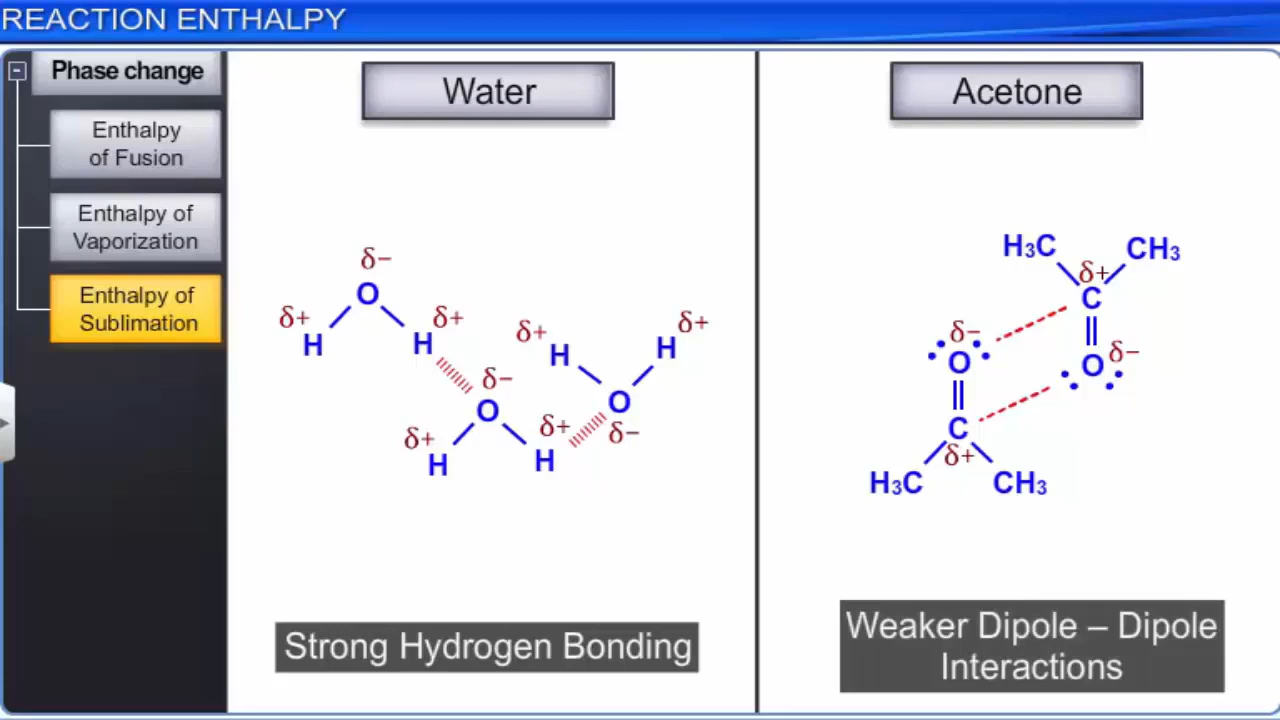 REACTION ENTHALPY
Phase change
Enthalpy
of Fusion
Enthalpy of
Vaporization
Enthalpy of
Sublimation
Water
δ−
O
δ+
H
δ+
H
δ−
O
δ+
H
δ+
H
δ+
H
δ+
H
O
δ−
Strong Hydrogen Bonding
Acetone
H₃C
CH₃
δ+
C
O
δ−
δ−
O
C
δ+
H₃C
CH₃
Weaker Dipole – Dipole
Interactions